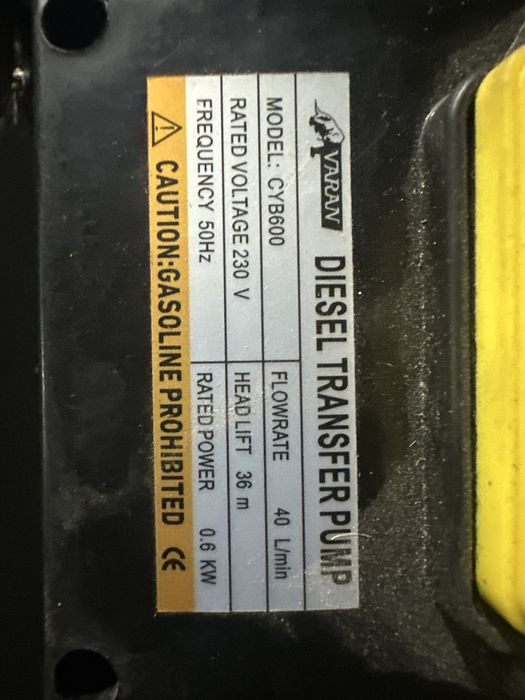 VARAN DIESEL TRANSFER PUMP
MODEL: CYB600 FLOWRATE 40 L/min
RATED VOLTAGE 230 V HEAD LIFT 36 m
FREQUENCY 50Hz RATED POWER 0.6 KW
CAUTION:GASOLINE PROHIBITED CE